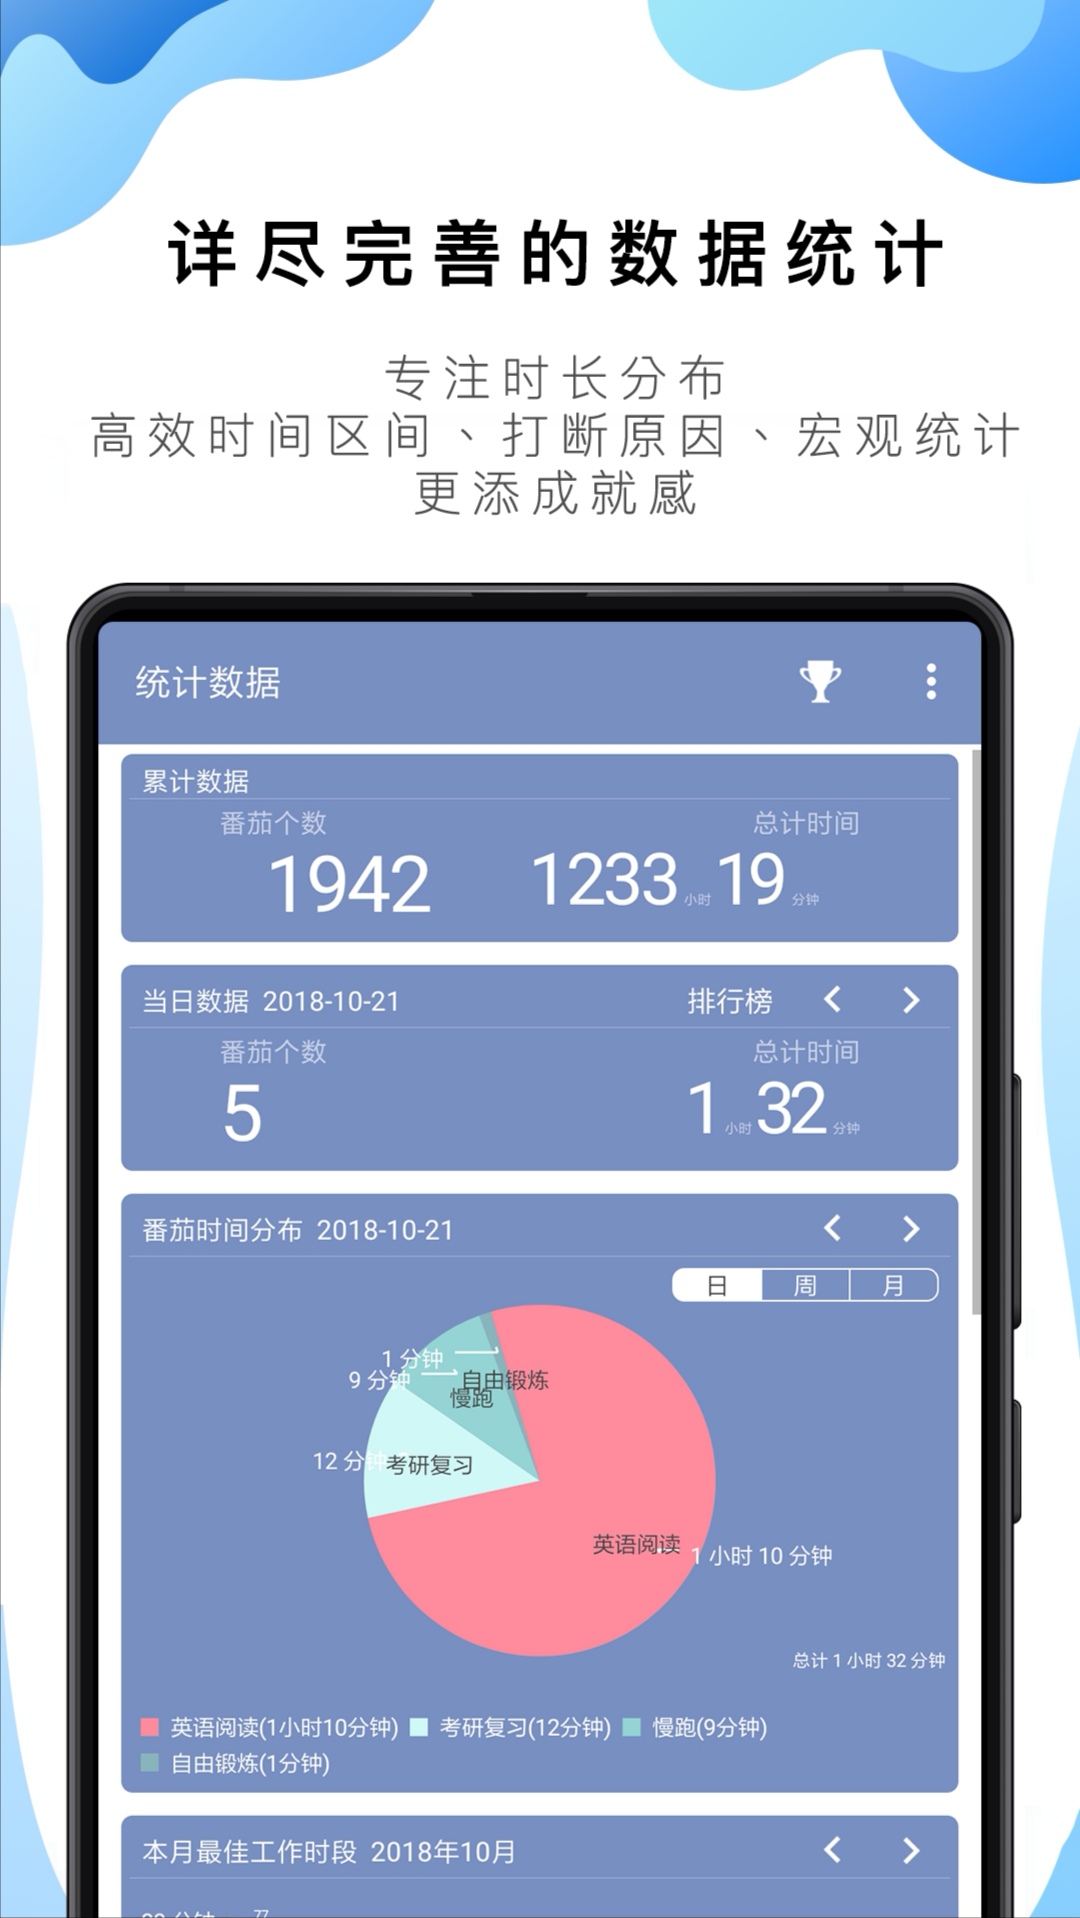 详尽完善的数据统计
专注时长分布
高效时间区间、打断原因、宏观统计
更添成就感
统计数据
累计数据
番茄个数 总计时间
1942 1233 小时 19 分钟
当日数据 2018-10-21 排行榜
番茄个数 总计时间
5 1 小时 32 分钟
番茄时间分布 2018-10-21
日 周 月
1 分钟
9 分钟 自由锻炼
慢跑
12 分钟 考研复习
英语阅读 1 小时 10 分钟
总计 1 小时 32 分钟
英语阅读(1小时10分钟) 考研复习(12分钟) 慢跑(9分钟)
自由锻炼(1分钟)
本月最佳工作时段 2018年10月
77